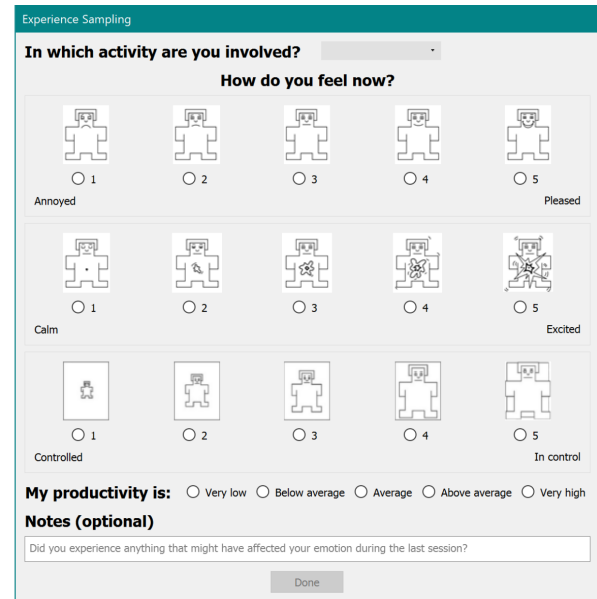 Experience Sampling
In which activity are you involved?
How do you feel now?
1 2 3 4 5
Annoyed Pleased
1 2 3 4 5
Calm Excited
1 2 3 4 5
Controlled In control
My productivity is: Very low Below average Average Above average Very high
Notes (optional)
Did you experience anything that might have affected your emotion during the last session?
Done